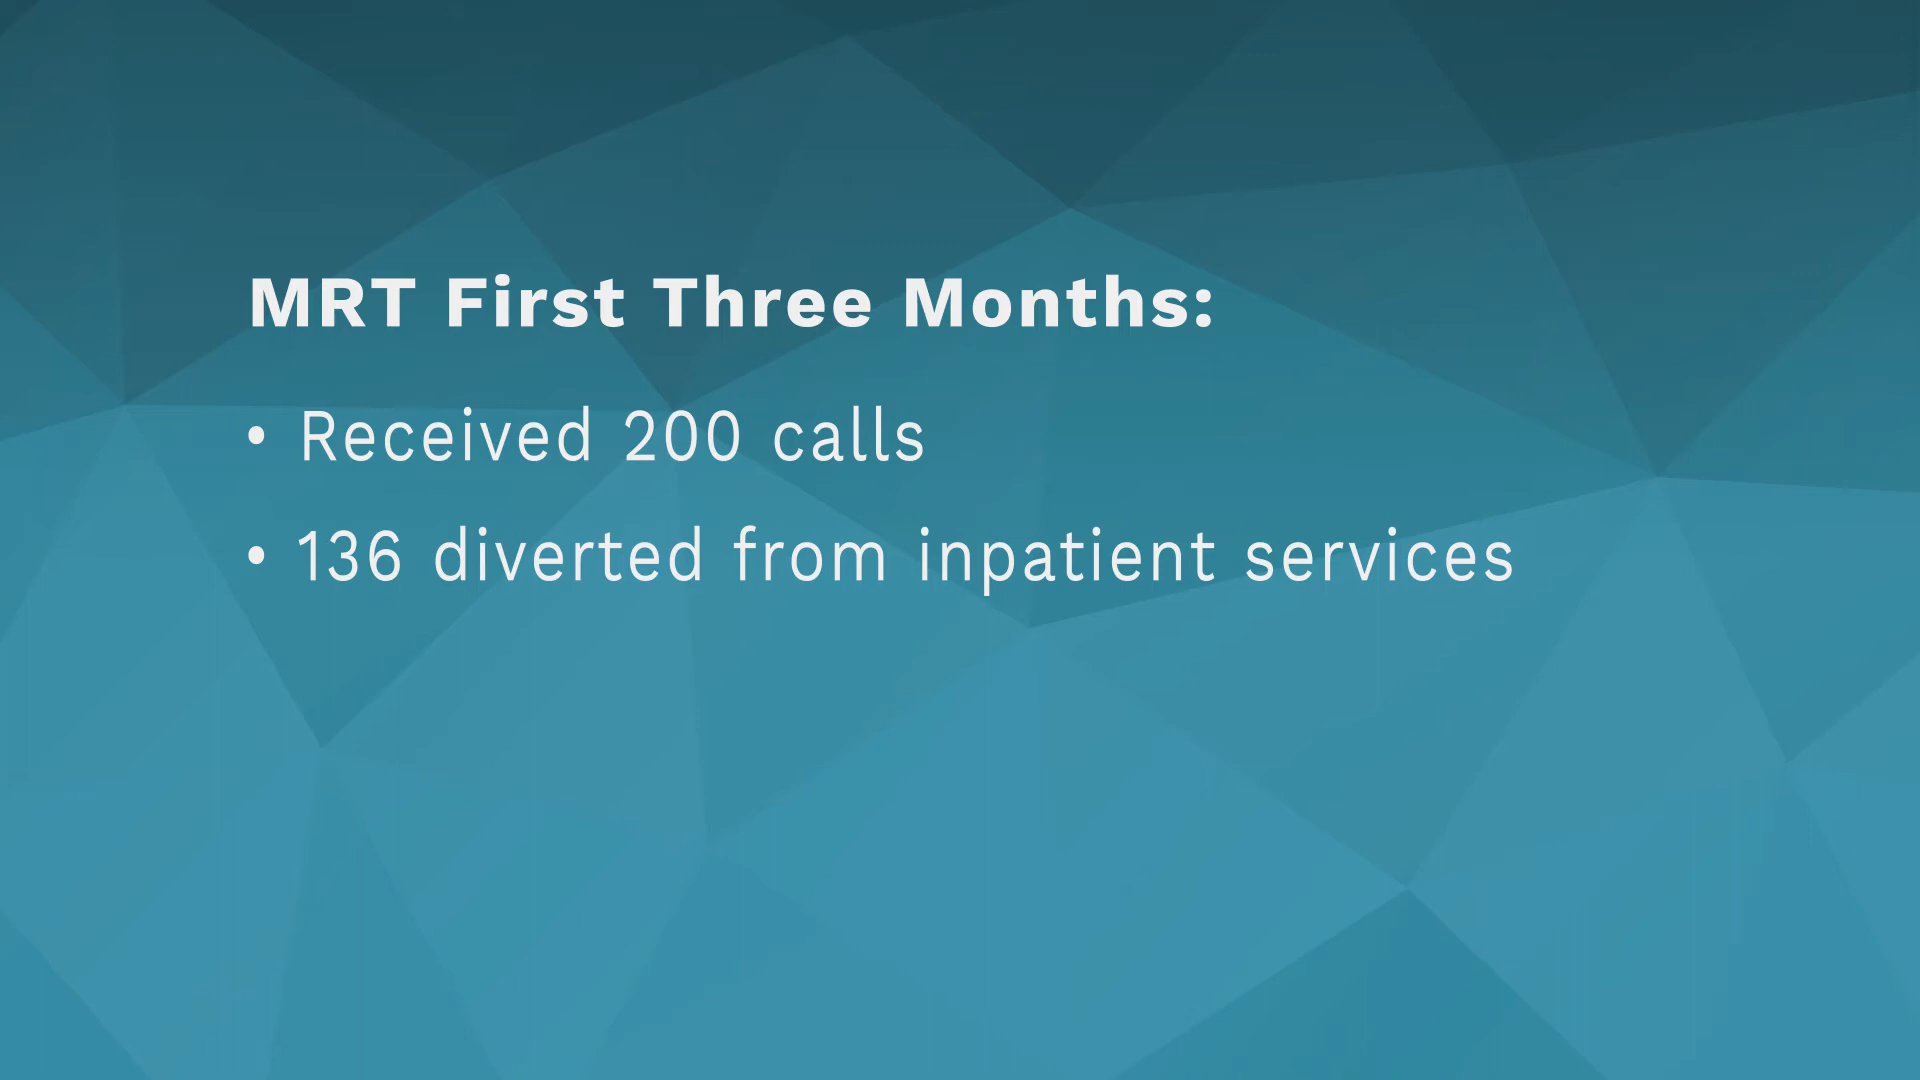 MRT First Three Months:
• Received 200 calls
• 136 diverted from inpatient services